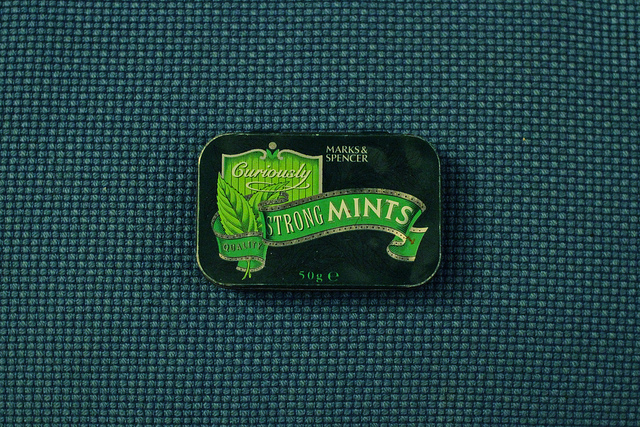 MARKS &
SPENCER
Curiously
STRONG MINTS
QUALITY
50g ℮